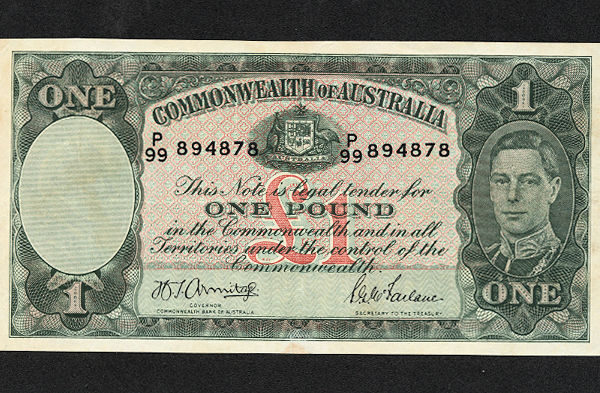 ONE
COMMONWEALTH OF AUSTRALIA
1
P/99 894878 P/99 894878
AUSTRALIA
This Note is legal tender for
ONE POUND
in the Commonwealth and in all
Territories under the control of the
Commonwealth.
£1
H.T. Armitage
GOVERNOR
COMMONWEALTH BANK OF AUSTRALIA.
S.G. McFarlane
SECRETARY TO THE TREASURY.
1
ONE